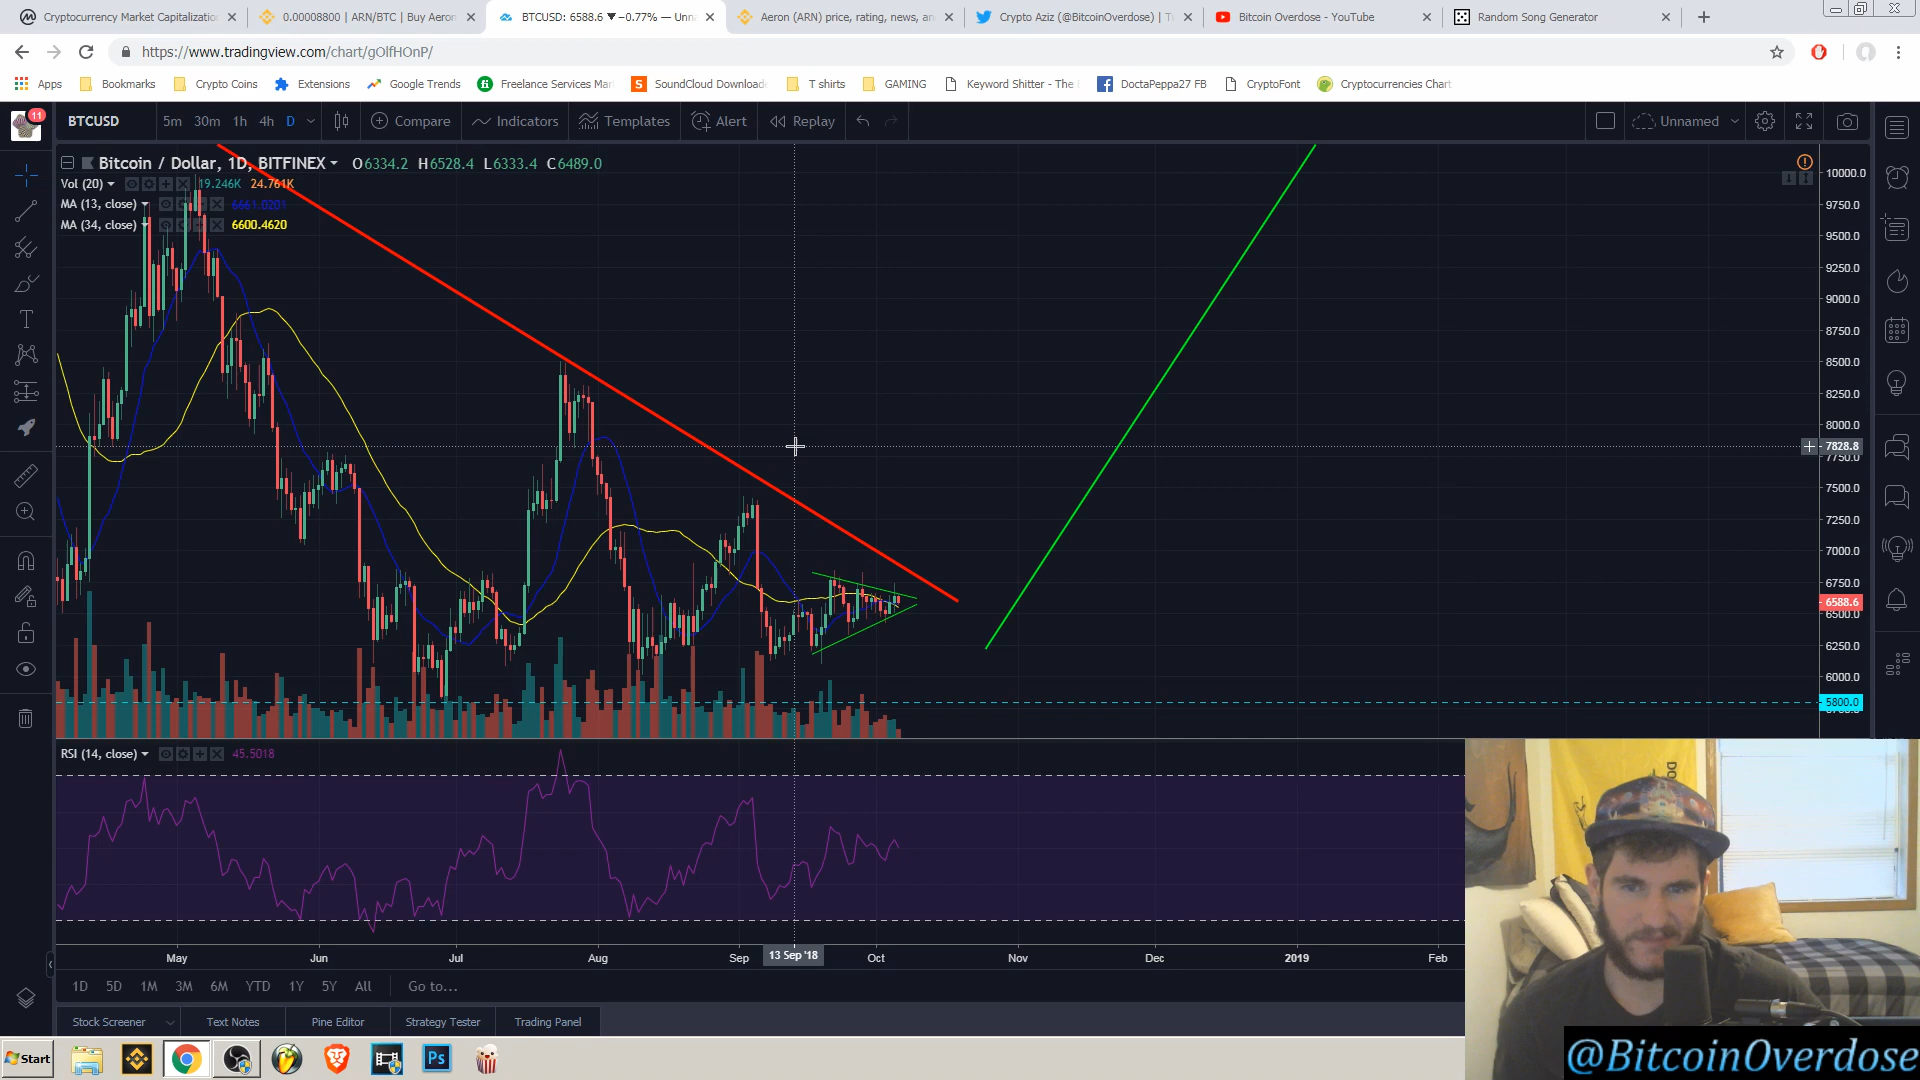 Cryptocurrency Market Capitalizatio
0.00008800 | ARN/BTC | Buy Aeron
BTCUSD: 6588.6 ▼−0.77% — Unn
Aeron (ARN) price, rating, news, an
Crypto Aziz (@BitcoinOverdose) | T
Bitcoin Overdose - YouTube
Random Song Generator
https://www.tradingview.com/chart/gOlfHOnP/
Apps
Bookmarks
Crypto Coins
Extensions
Google Trends
Freelance Services Mar
SoundCloud Download
T shirts
GAMING
Keyword Shitter - The
DoctaPeppa27 FB
CryptoFont
Cryptocurrencies Chart
11
BTCUSD
5m 30m 1h 4h D
Compare
Indicators
Templates
Alert
Replay
Unnamed
Bitcoin / Dollar, 1D, BITFINEX O6334.2 H6528.4 L6333.4 C6489.0
Vol (20) 19.246K 24.761K
MA (13, close) 6661.0201
MA (34, close) 6600.4620
10000.0
9750.0
9500.0
9250.0
9000.0
8750.0
8500.0
8250.0
8000.0
7828.8
7750.0
7500.0
7250.0
7000.0
6750.0
6588.6
6500.0
6250.0
6000.0
5800.0
RSI (14, close) 45.5018
May
Jun
Jul
Aug
Sep
13 Sep '18
Oct
Nov
Dec
2019
Feb
1D 5D 1M 3M 6M YTD 1Y 5Y All Go to...
Stock Screener
Text Notes
Pine Editor
Strategy Tester
Trading Panel
Start
Ps
@BitcoinOverdose